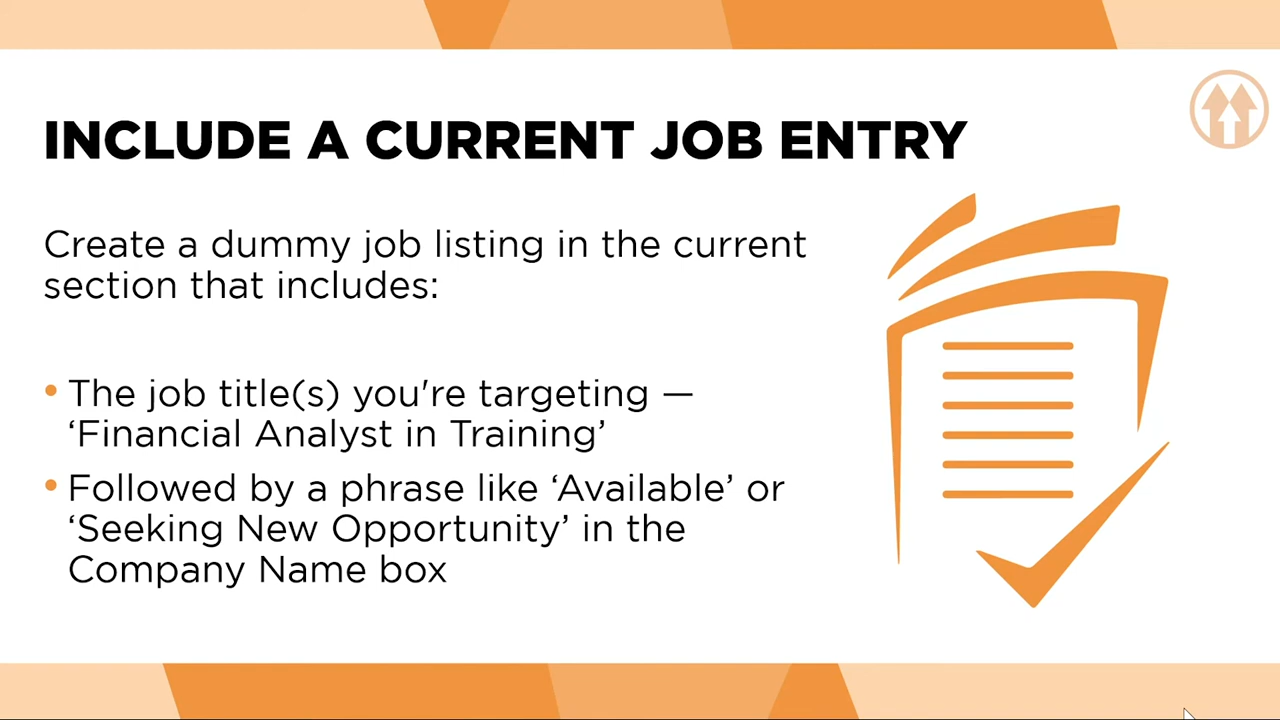 INCLUDE A CURRENT JOB ENTRY
Create a dummy job listing in the current
section that includes:
• The job title(s) you're targeting —
‘Financial Analyst in Training’
• Followed by a phrase like ‘Available’ or
‘Seeking New Opportunity’ in the
Company Name box